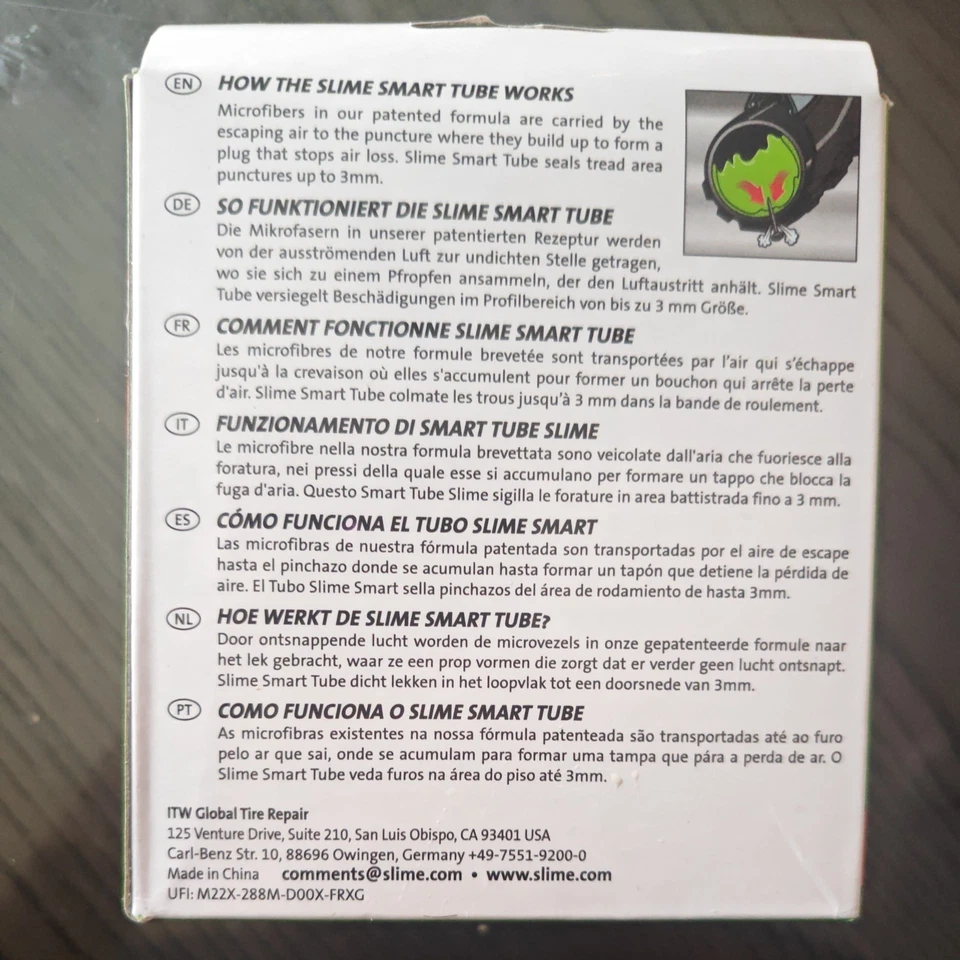 EN HOW THE SLIME SMART TUBE WORKS
Microfibers in our patented formula are carried by the
escaping air to the puncture where they build up to form a
plug that stops air loss. Slime Smart Tube seals tread area
punctures up to 3mm.
DE SO FUNKTIONIERT DIE SLIME SMART TUBE
Die Mikrofasern in unserer patentierten Rezeptur werden
von der ausströmenden Luft zur undichten Stelle getragen,
wo sie sich zu einem Pfropfen ansammeln, der den Luftaustritt anhält. Slime Smart
Tube versiegelt Beschädigungen im Profilbereich von bis zu 3 mm Größe.
FR COMMENT FONCTIONNE SLIME SMART TUBE
Les microfibres de notre formule brevetée sont transportées par l'air qui s'échappe
jusqu'à la crevaison où elles s'accumulent pour former un bouchon qui arrête la perte
d'air. Slime Smart Tube colmate les trous jusqu'à 3 mm dans la bande de roulement.
IT FUNZIONAMENTO DI SMART TUBE SLIME
Le microfibre nella nostra formula brevettata sono veicolate dall'aria che fuoriesce alla
foratura, nei pressi della quale esse si accumulano per formare un tappo che blocca la
fuga d'aria. Questo Smart Tube Slime sigilla le forature in area battistrada fino a 3 mm.
ES CÓMO FUNCIONA EL TUBO SLIME SMART
Las microfibras de nuestra fórmula patentada son transportadas por el aire de escape
hasta el pinchazo donde se acumulan hasta formar un tapón que detiene la pérdida de
aire. El Tubo Slime Smart sella pinchazos del área de rodamiento de hasta 3mm.
NL HOE WERKT DE SLIME SMART TUBE?
Door ontsnappende lucht worden de microvezels in onze gepatenteerde formule naar
het lek gebracht, waar ze een prop vormen die zorgt dat er verder geen lucht ontsnapt.
Slime Smart Tube dicht lekken in het loopvlak tot een doorsnede van 3mm.
PT COMO FUNCIONA O SLIME SMART TUBE
As microfibras existentes na nossa fórmula patenteada são transportadas até ao furo
pelo ar que sai, onde se acumulam para formar uma tampa que pára a perda de ar. O
Slime Smart Tube veda furos na área do piso até 3mm.
ITW Global Tire Repair
125 Venture Drive, Suite 210, San Luis Obispo, CA 93401 USA
Carl-Benz Str. 10, 88696 Owingen, Germany +49-7551-9200-0
Made in China comments@slime.com • www.slime.com
UFI: M22X-288M-D00X-FRXG